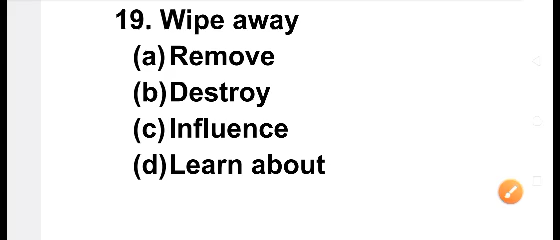 19. Wipe away
(a) Remove
(b) Destroy
(c) Influence
(d) Learn about